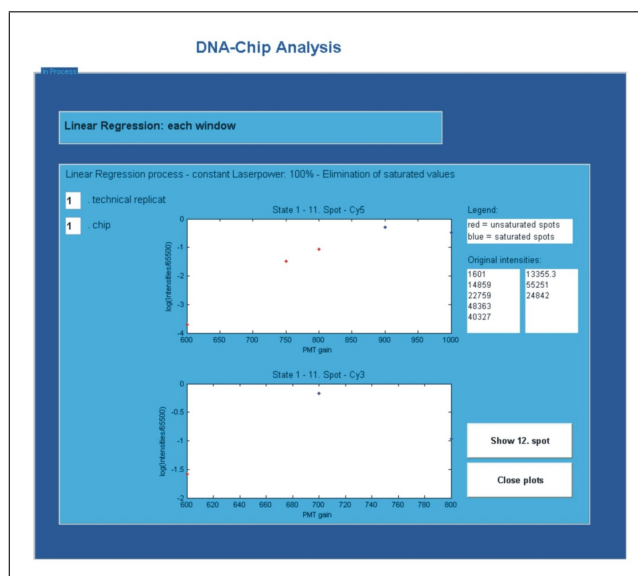 DNA-Chip Analysis
In Process
Linear Regression: each window
Linear Regression process - constant Laserpower: 100% - Elimination of saturated values
1 . technical replicat
1 . chip
State 1 - 11. Spot - Cy5
0
-1
-2
-3
-4
log(Intensities/65500)
600 650 700 750 800 850 900 950 1000
PMT gain
Legend:
red = unsaturated spots
blue = saturated spots
Original intensities:
1601
14859
22759
48363
40327
13355.3
55251
24842
State 1 - 11. Spot - Cy3
0
-0.5
-1
-1.5
-2
log(Intensities/65500)
600 620 640 660 680 700 720 740 760 780 800
PMT gain
Show 12. spot
Close plots